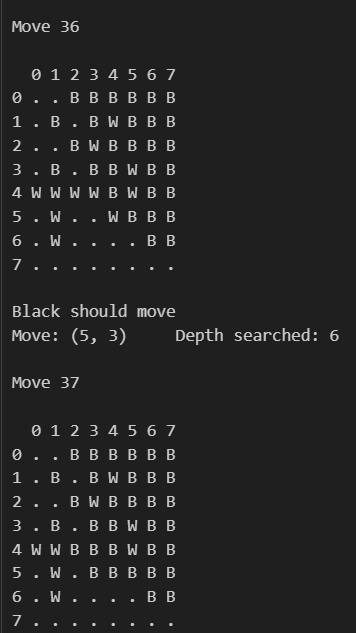 Move 36
0 1 2 3 4 5 6 7
0 . . B B B B B B
1 . B . B W B B B
2 . . B W B B B B
3 . B . B B W B B
4 W W W W B W B B
5 . W . . W B B B
6 . W . . . . B B
7 . . . . . . . .
Black should move
Move: (5, 3) Depth searched: 6
Move 37
0 1 2 3 4 5 6 7
0 . . B B B B B B
1 . B . B W B B B
2 . . B W B B B B
3 . B . B B W B B
4 W W B B B W B B
5 . W . B B B B B
6 . W . . . . B B
7 . . . . . . . .